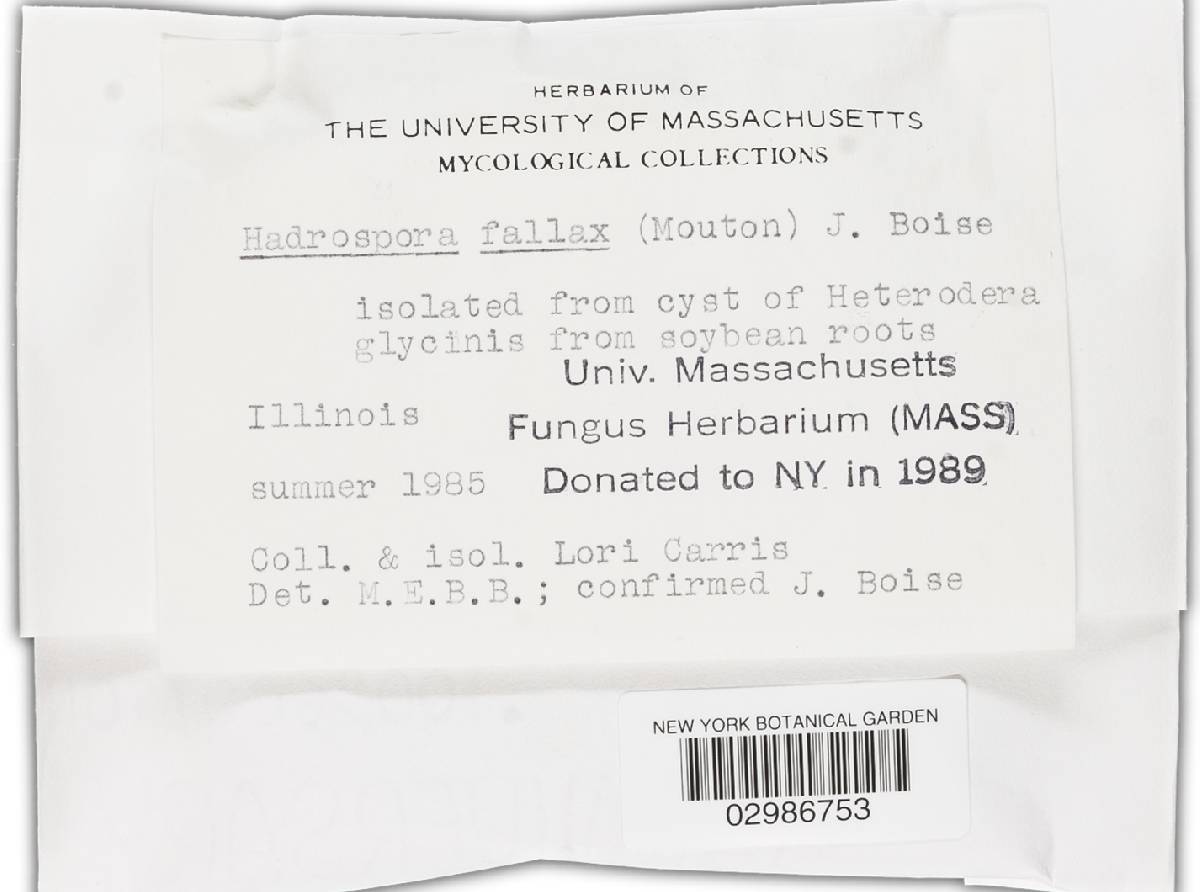 HERBARIUM OF
THE UNIVERSITY OF MASSACHUSETTS
MYCOLOGICAL COLLECTIONS
Hadrospora fallax (Mouton) J. Boise
isolated from cyst of Heterodera
glycinis from soybean roots
Univ. Massachusetts
Illinois Fungus Herbarium (MASS)
summer 1985 Donated to NY in 1989
Coll. & isol. Lori Carris
Det. M.E.B.B.; confirmed J. Boise
NEW YORK BOTANICAL GARDEN
02986753